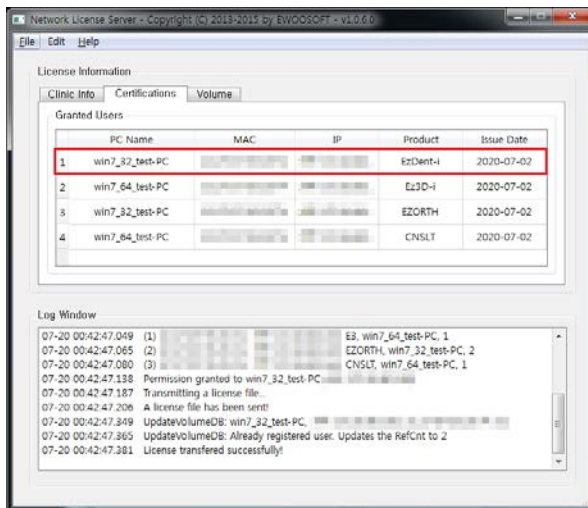 Network License Server - Copyright (C) 2013-2015 by EWOOSOFT - v1.0.6.0
File Edit Help
License Information
Clinic Info Certifications Volume
Granted Users
PC Name MAC IP Product Issue Date
1 win7_32_test-PC EzDent-i 2020-07-02
2 win7_64_test-PC Ez3D-i 2020-07-02
3 win7_32_test-PC EZORTH 2020-07-02
4 win7_64_test-PC CNSLT 2020-07-02
Log Window
07-20 00:42:47.049 (1) E3, win7_64_test-PC, 1
07-20 00:42:47.065 (2) EZORTH, win7_32_test-PC, 2
07-20 00:42:47.080 (3) CNSLT, win7_64_test-PC, 1
07-20 00:42:47.138 Permission granted to win7_32_test-PC
07-20 00:42:47.187 Transmitting a license file...
07-20 00:42:47.206 A license file has been sent!
07-20 00:42:47.349 UpdateVolumeDB: win7_32_test-PC,
07-20 00:42:47.365 UpdateVolumeDB: Already registered user. Updates the RefCnt to 2
07-20 00:42:47.381 License transfered successfully!